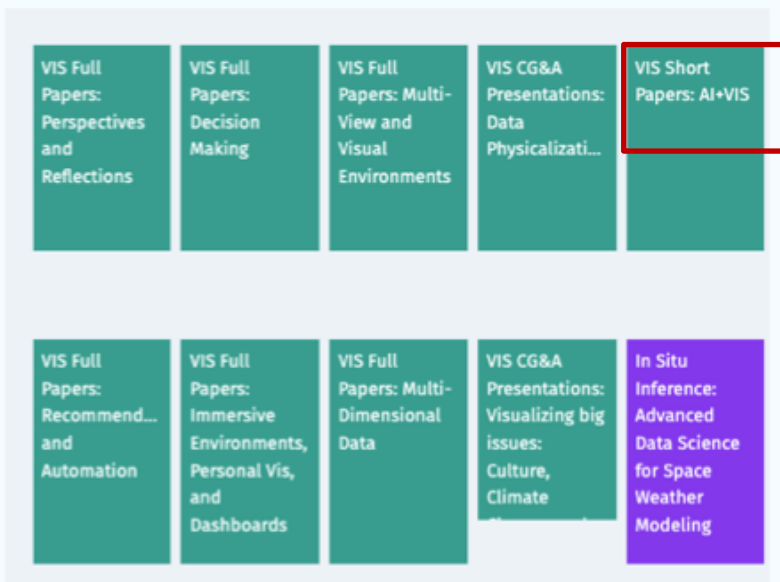 VIS Full
Papers:
Perspectives
and
Reflections
VIS Full
Papers:
Decision
Making
VIS Full
Papers: Multi-
View and
Visual
Environments
VIS CG&A
Presentations:
Data
Physicalizati...
VIS Short
Papers: AI+VIS
VIS Full
Papers:
Recommend...
and
Automation
VIS Full
Papers:
Immersive
Environments,
Personal Vis,
and
Dashboards
VIS Full
Papers: Multi-
Dimensional
Data
VIS CG&A
Presentations:
Visualizing big
issues:
Culture,
Climate
In Situ
Inference:
Advanced
Data Science
for Space
Weather
Modeling